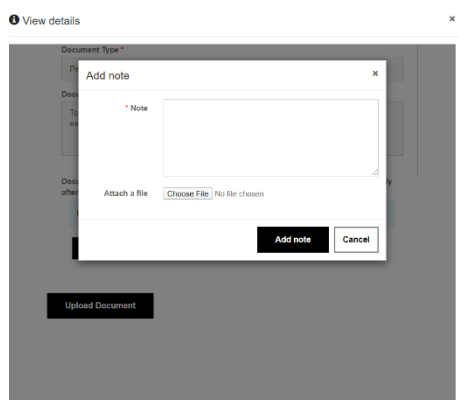 View details ×
Document Type *
Add note ×
* Note
Attach a file Choose File No file chosen
after
Add note Cancel
Upload Document